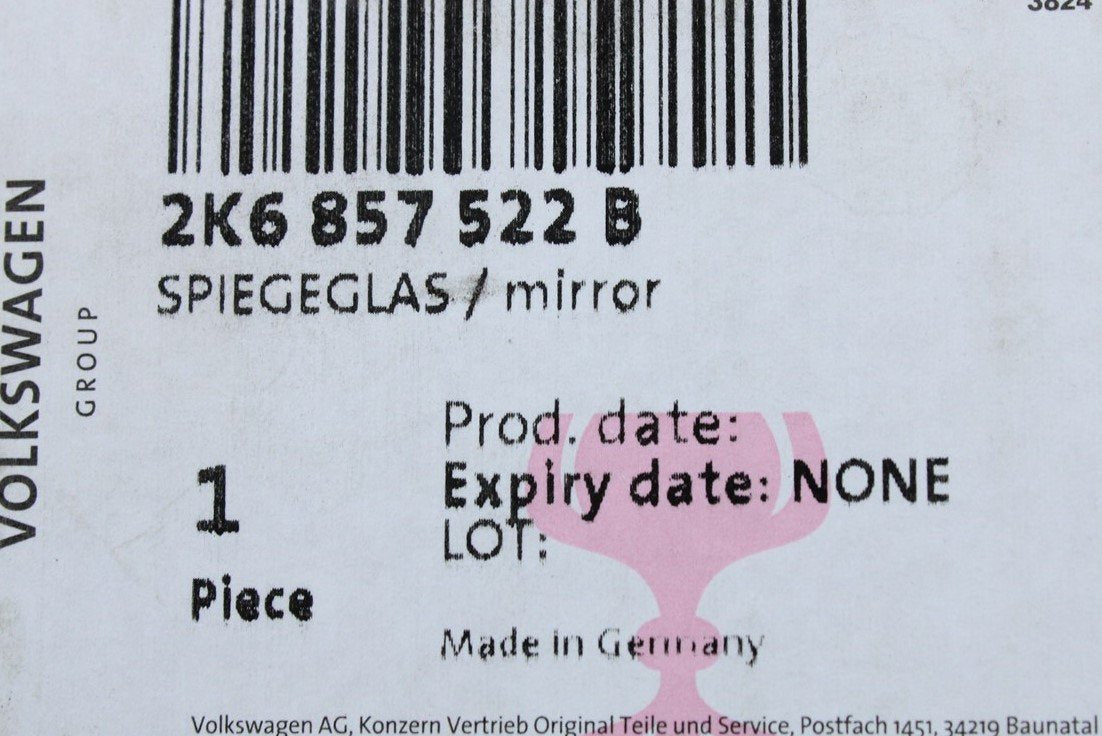 3824
2K6 857 522 B
SPIEGEGLAS / mirror
VOLKSWAGEN
GROUP
Prod. date:
Expiry date: NONE
LOT:
1
Piece
Made in Germany
Volkswagen AG, Konzern Vertrieb Original Teile und Service, Postfach 1451, 34219 Baunatal